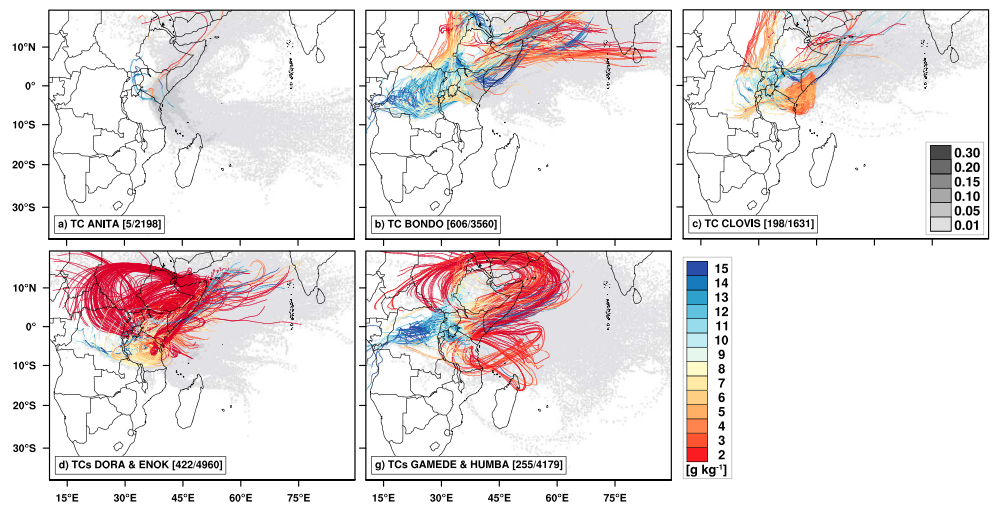 10°N
0°
10°S
20°S
30°S
a) TC ANITA [5/2198]
b) TC BONDO [606/3560]
c) TC CLOVIS [198/1631]
0.30
0.20
0.15
0.10
0.05
0.01
10°N
0°
10°S
20°S
30°S
d) TCs DORA & ENOK [422/4960]
g) TCs GAMEDE & HUMBA [255/4179]
15
14
13
12
11
10
9
8
7
6
5
4
3
2
[g kg⁻¹]
15°E 30°E 45°E 60°E 75°E 15°E 30°E 45°E 60°E 75°E